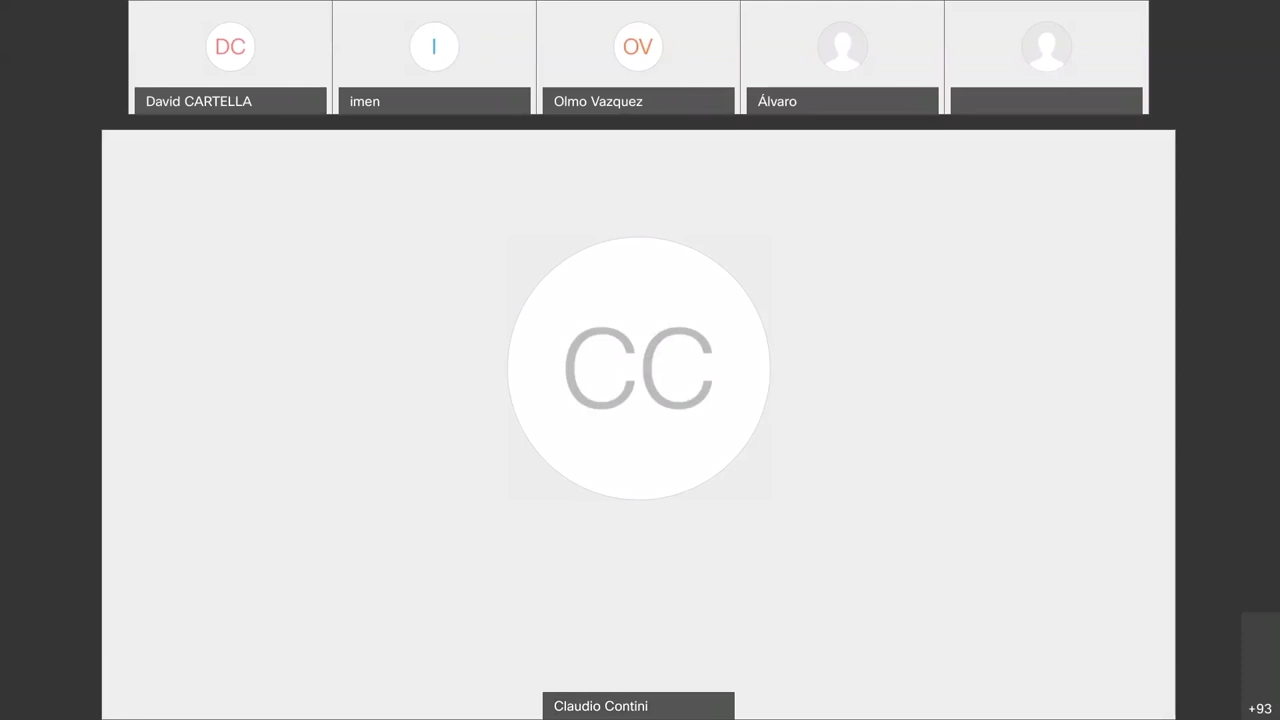 DC
I
OV
David CARTELLA
imen
Olmo Vazquez
Álvaro
CC
Claudio Contini
+93